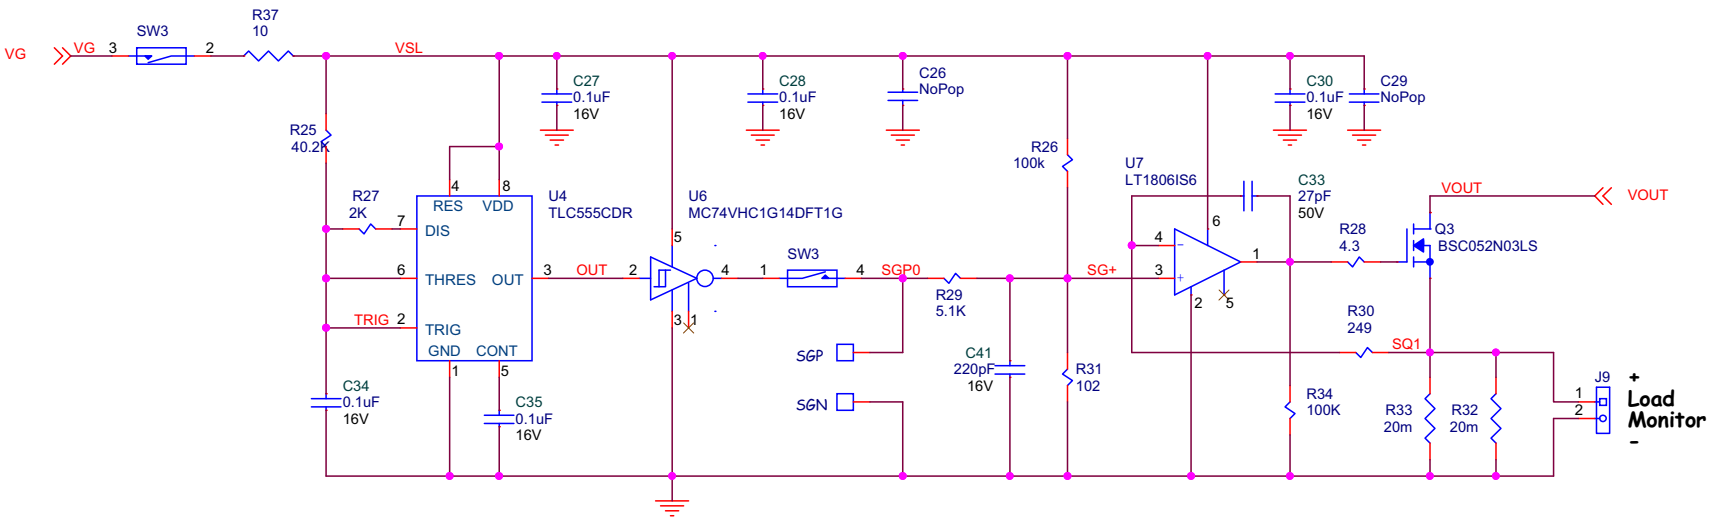 VG
VG
3
SW3
2
R37
10
VSL
C27
0.1uF
16V
C28
0.1uF
16V
C26
NoPop
C30
0.1uF
16V
C29
NoPop
R25
40.2K
R26
100k
R27
2K
4
8
RES
VDD
U4
TLC555CDR
7
DIS
6
THRES
OUT
3
TRIG
2
TRIG
GND
CONT
1
5
C34
0.1uF
16V
C35
0.1uF
16V
OUT
2
U6
MC74VHC1G14DFT1G
5
4
3
1
1
SW3
4
SGP0
R29
5.1K
SGP
SGN
C41
220pF
16V
R31
102
SG+
U7
LT1806IS6
4
3
6
1
2
5
C33
27pF
50V
R28
4.3
Q3
BSC052N03LS
VOUT
VOUT
R30
249
SQ1
R34
100K
R33
20m
R32
20m
J9
1
2
+
Load
Monitor
-